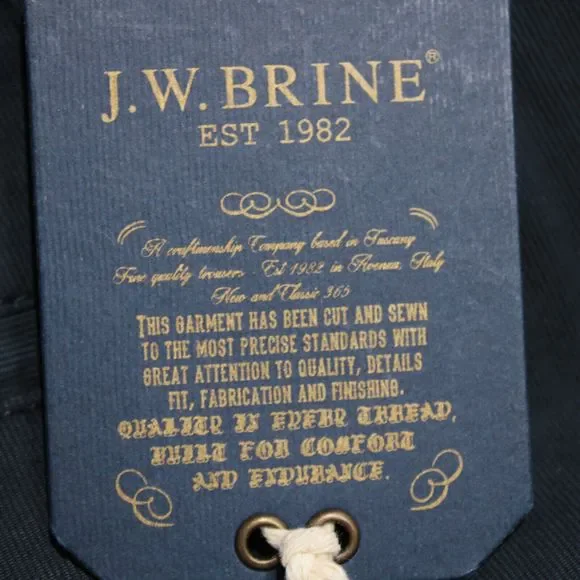 J.W. BRINE®
EST 1982
A craftmenship Company based in Tuscany
Fine quality trousers . Est 1982 in Avenza, Italy
New and Classic 365
THIS GARMENT HAS BEEN CUT AND SEWN
TO THE MOST PRECISE STANDARDS WITH
GREAT ATTENTION TO QUALITY, DETAILS
FIT, FABRICATION AND FINISHING.
QUALITY IN EVERY THREAD,
BUILT FOR COMFORT
AND ENDURANCE.